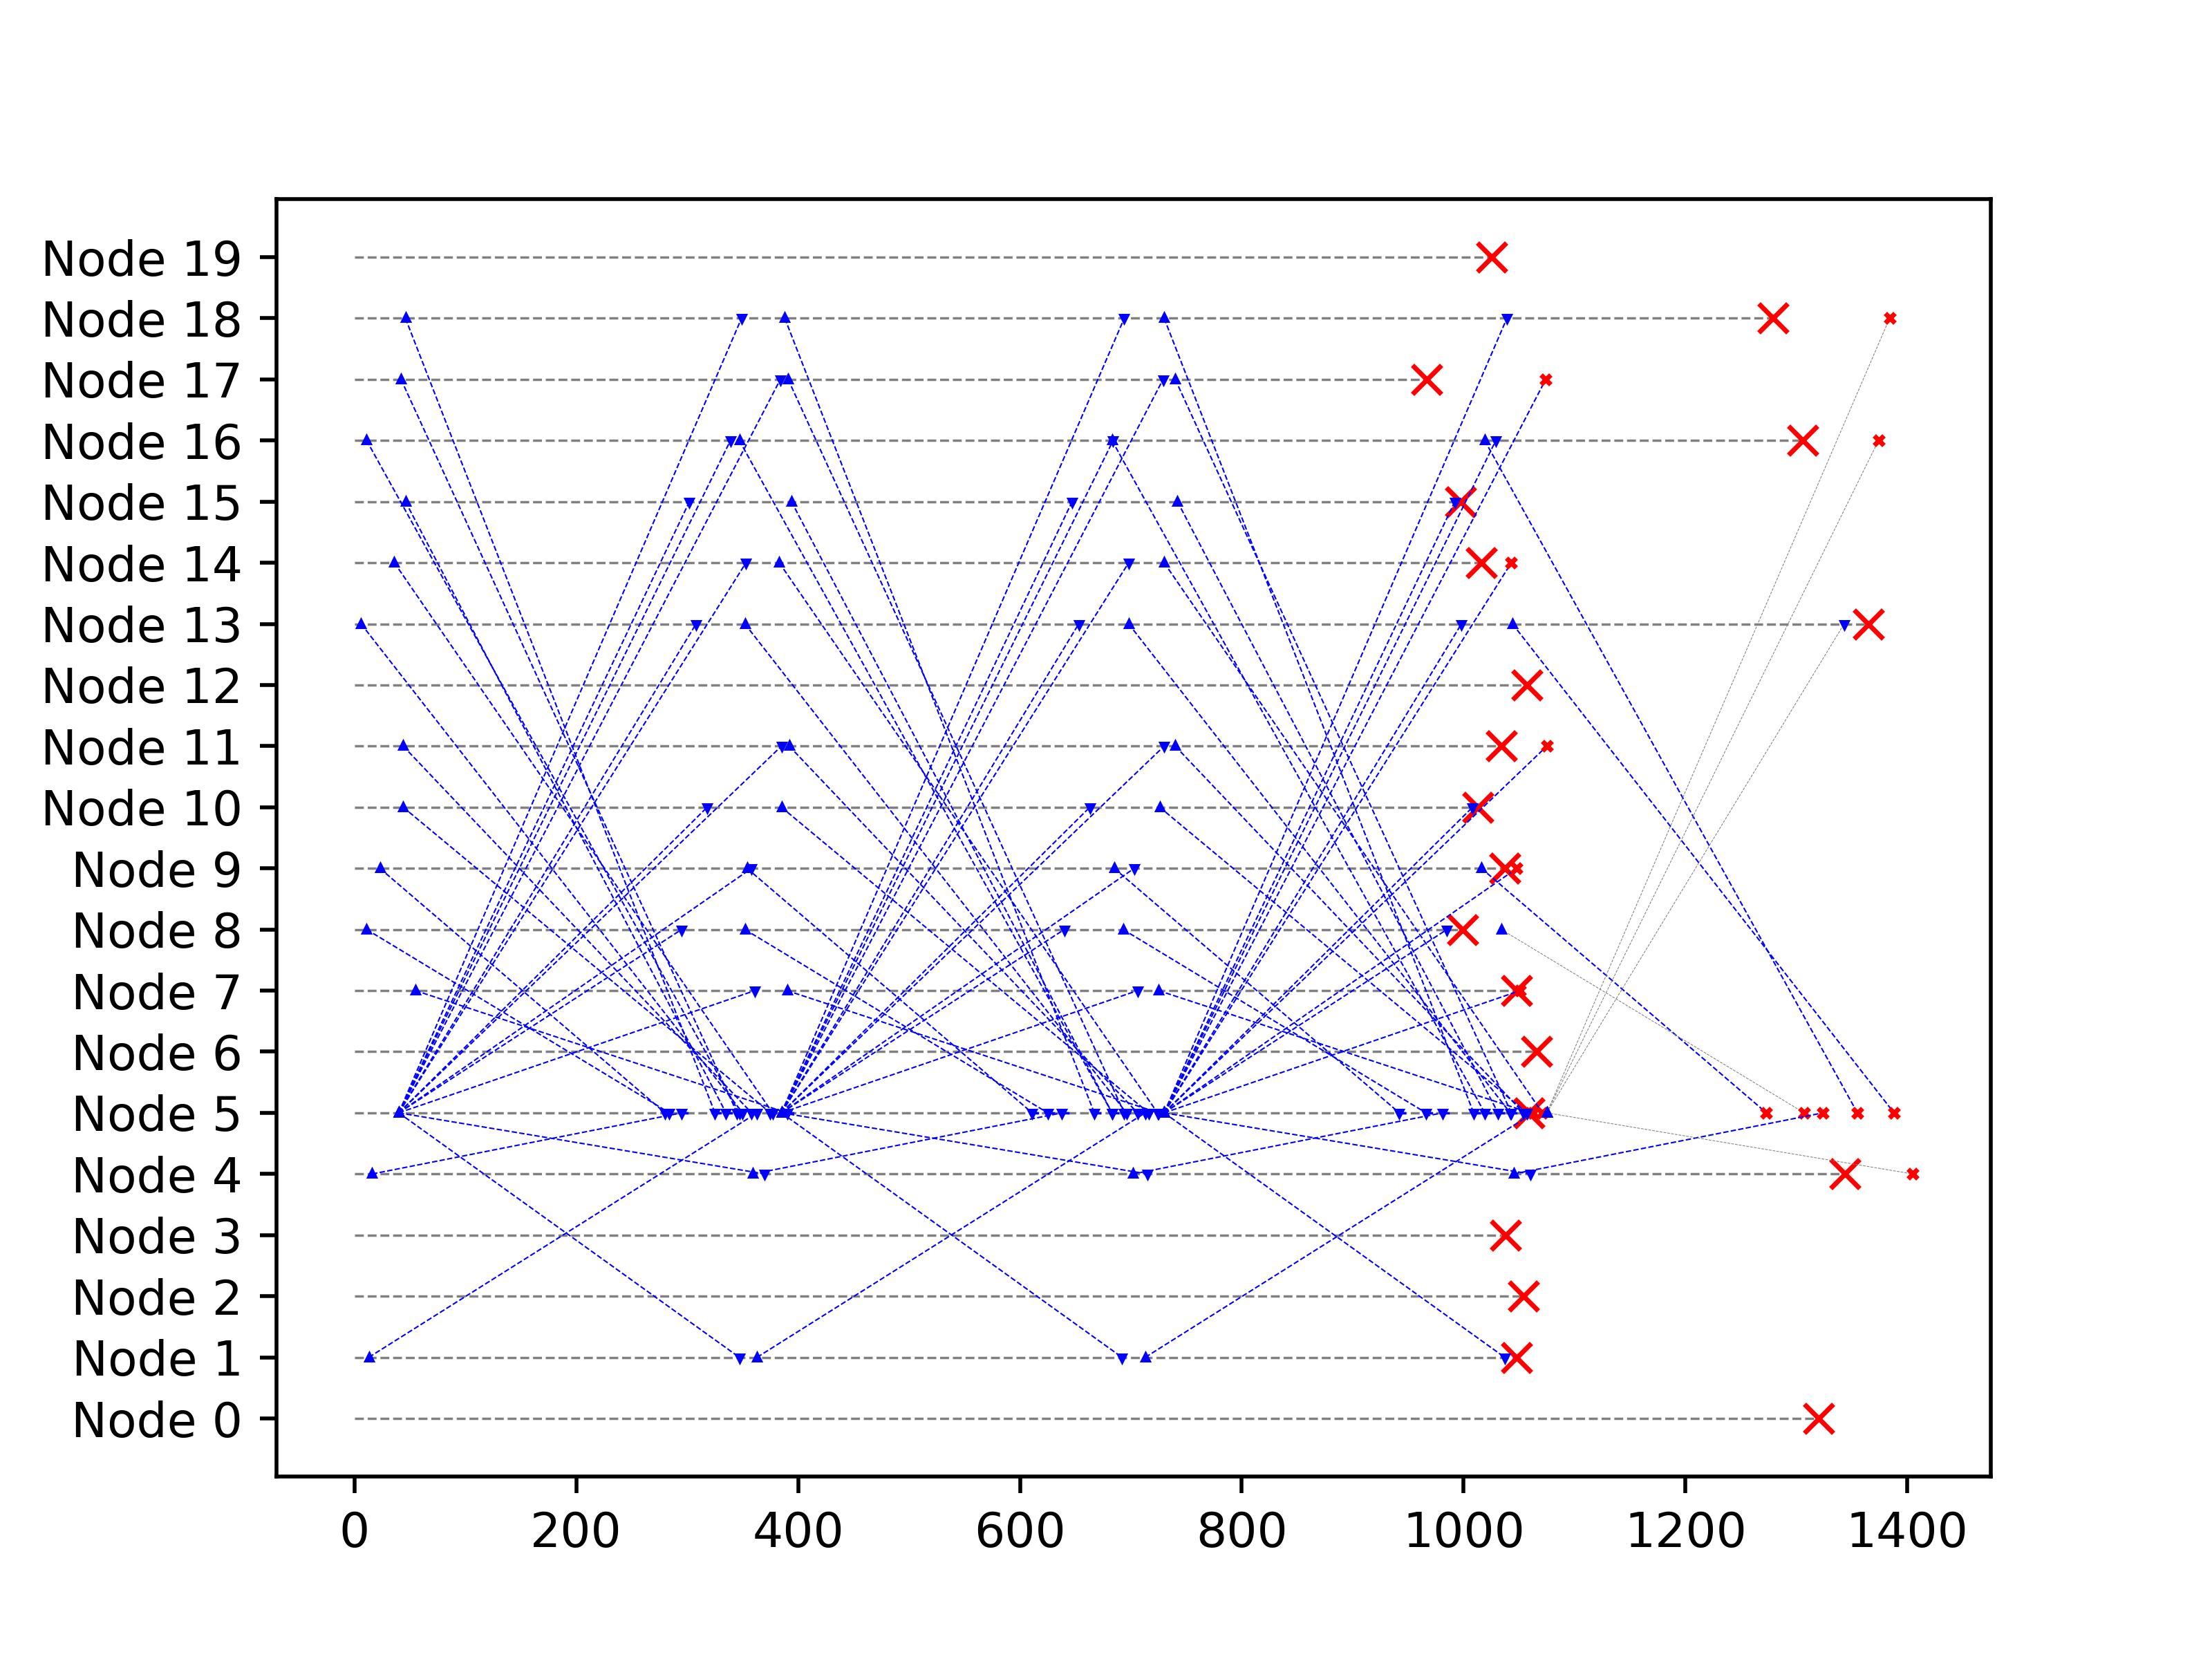 Node 19
Node 18
Node 17
Node 16
Node 15
Node 14
Node 13
Node 12
Node 11
Node 10
Node 9
Node 8
Node 7
Node 6
Node 5
Node 4
Node 3
Node 2
Node 1
Node 0
0 200 400 600 800 1000 1200 1400